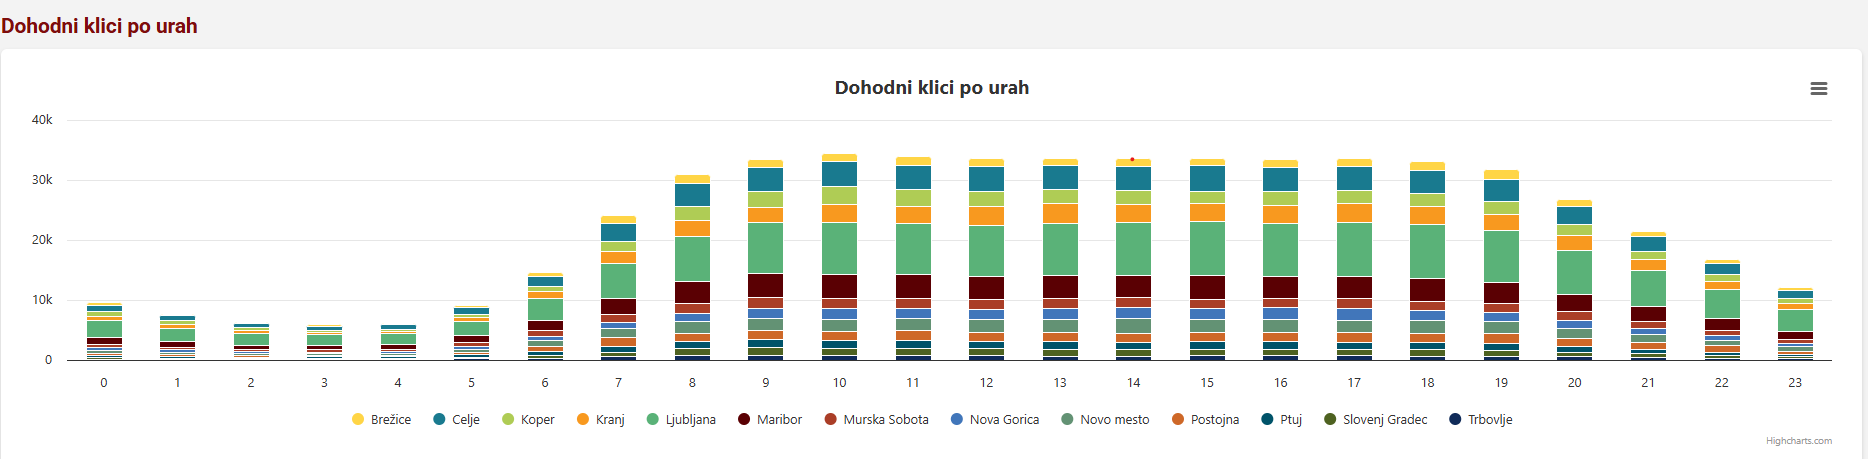 Dohodni klici po urah
Dohodni klici po urah
40k
30k
20k
10k
0
0 1 2 3 4 5 6 7 8 9 10 11 12 13 14 15 16 17 18 19 20 21 22 23
Brežice Celje Koper Kranj Ljubljana Maribor Murska Sobota Nova Gorica Novo mesto Postojna Ptuj Slovenj Gradec Trbovlje
Highcharts.com